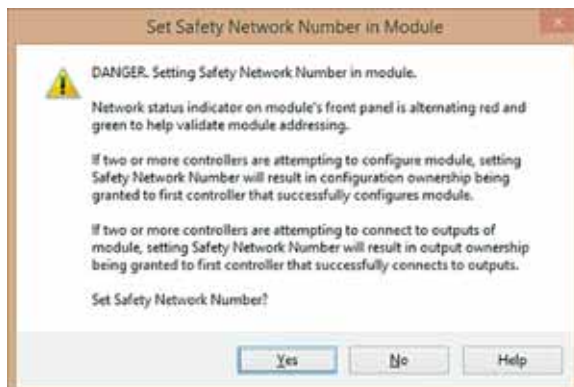 Set Safety Network Number in Module
DANGER. Setting Safety Network Number in module.
Network status indicator on module's front panel is alternating red and
green to help validate module addressing.
If two or more controllers are attempting to configure module, setting
Safety Network Number will result in configuration ownership being
granted to first controller that successfully configures module.
If two or more controllers are attempting to connect to outputs of
module, setting Safety Network Number will result in output ownership
being granted to first controller that successfully connects to outputs.
Set Safety Network Number?
Yes No Help